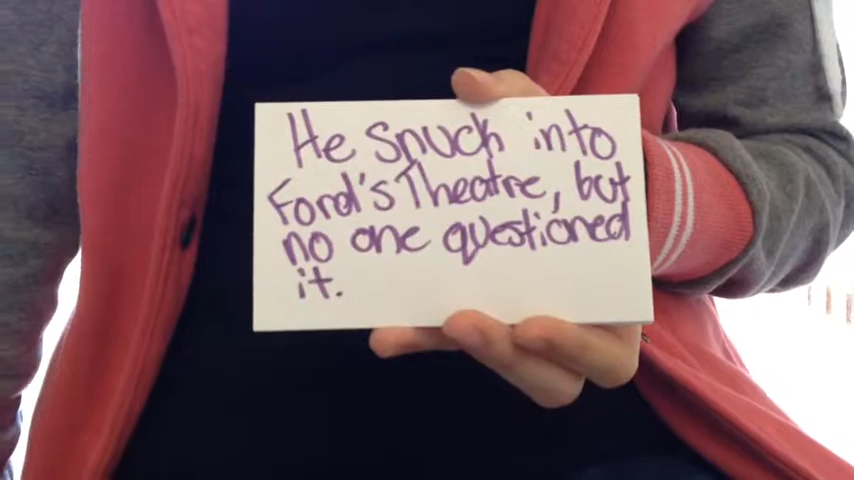 He snuck into
Ford's Theatre, but
no one questioned
it.